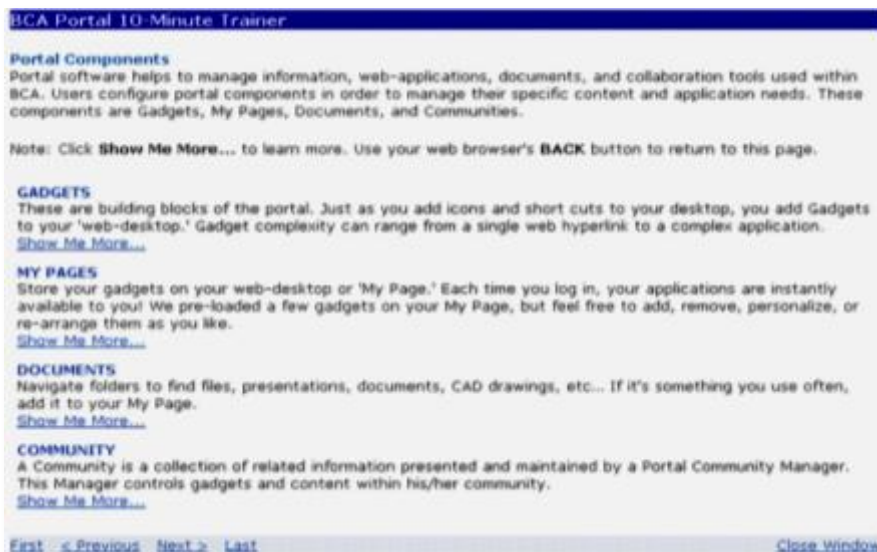 BCA Portal 10-Minute Trainer
Portal Components
Portal software helps to manage information, web-applications, documents, and collaboration tools used within
BCA. Users configure portal components in order to manage their specific content and application needs. These
components are Gadgets, My Pages, Documents, and Communities.
Note: Click Show Me More... to learn more. Use your web browser's BACK button to return to this page.
GADGETS
These are building blocks of the portal. Just as you add icons and short cuts to your desktop, you add Gadgets
to your 'web-desktop.' Gadget complexity can range from a single web hyperlink to a complex application.
Show Me More...
MY PAGES
Store your gadgets on your web-desktop or 'My Page.' Each time you log in, your applications are instantly
available to you! We pre-loaded a few gadgets on your My Page, but feel free to add, remove, personalize, or
re-arrange them as you like.
Show Me More...
DOCUMENTS
Navigate folders to find files, presentations, documents, CAD drawings, etc... If it's something you use often,
add it to your My Page.
Show Me More...
COMMUNITY
A Community is a collection of related information presented and maintained by a Portal Community Manager.
This Manager controls gadgets and content within his/her community.
Show Me More...
First < Previous Next > Last Close Window